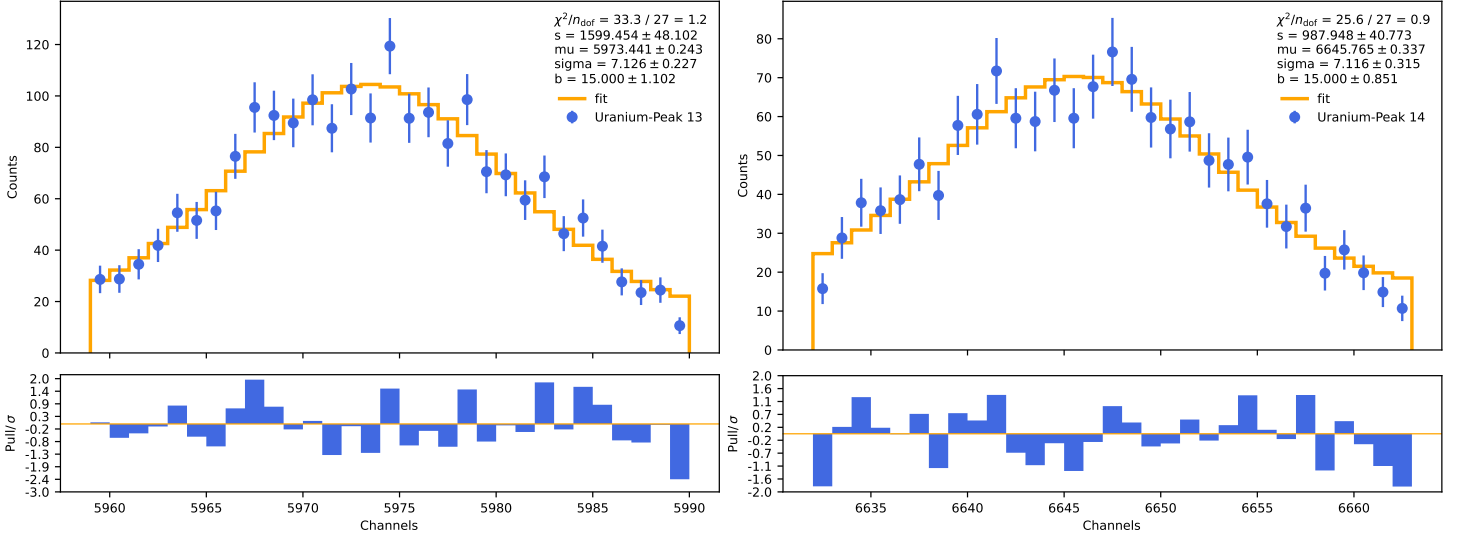 χ²/n_dof = 33.3 / 27 = 1.2
s = 1599.454 ± 48.102
mu = 5973.441 ± 0.243
sigma = 7.126 ± 0.227
b = 15.000 ± 1.102
fit
Uranium-Peak 13
120
100
80
60
40
20
0
Counts
2.0
1.4
0.9
0.3
-0.2
-0.8
-1.3
-1.9
-2.4
-3.0
Pull/σ
5960 5965 5970 5975 5980 5985 5990
Channels
χ²/n_dof = 25.6 / 27 = 0.9
s = 987.948 ± 40.773
mu = 6645.765 ± 0.337
sigma = 7.116 ± 0.315
b = 15.000 ± 0.851
fit
Uranium-Peak 14
80
70
60
50
40
30
20
10
0
Counts
2.0
1.6
1.1
0.7
0.2
-0.2
-0.7
-1.1
-1.6
-2.0
Pull/σ
6635 6640 6645 6650 6655 6660
Channels